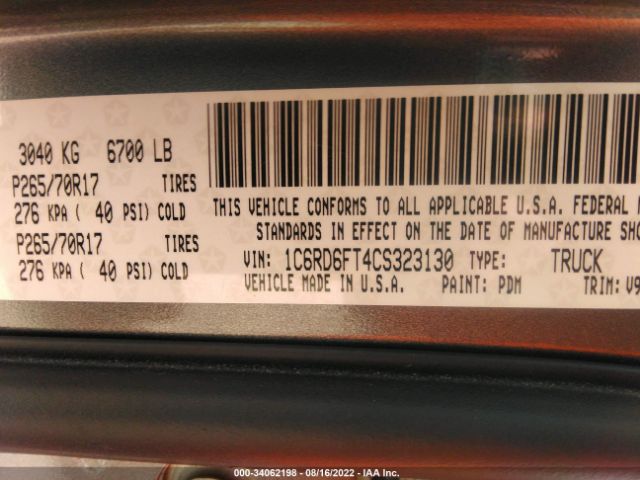 3040 KG 6700 LB
P265/70R17 TIRES
276 KPA ( 40 PSI) COLD
P265/70R17 TIRES
276 KPA ( 40 PSI) COLD
THIS VEHICLE CONFORMS TO ALL APPLICABLE U.S.A. FEDERAL
STANDARDS IN EFFECT ON THE DATE OF MANUFACTURE
VIN: 1C6RD6FT4CS323130 TYPE: TRUCK
VEHICLE MADE IN U.S.A. PAINT: PDM TRIM: V9
000-34062198 - 08/16/2022 - IAA Inc.